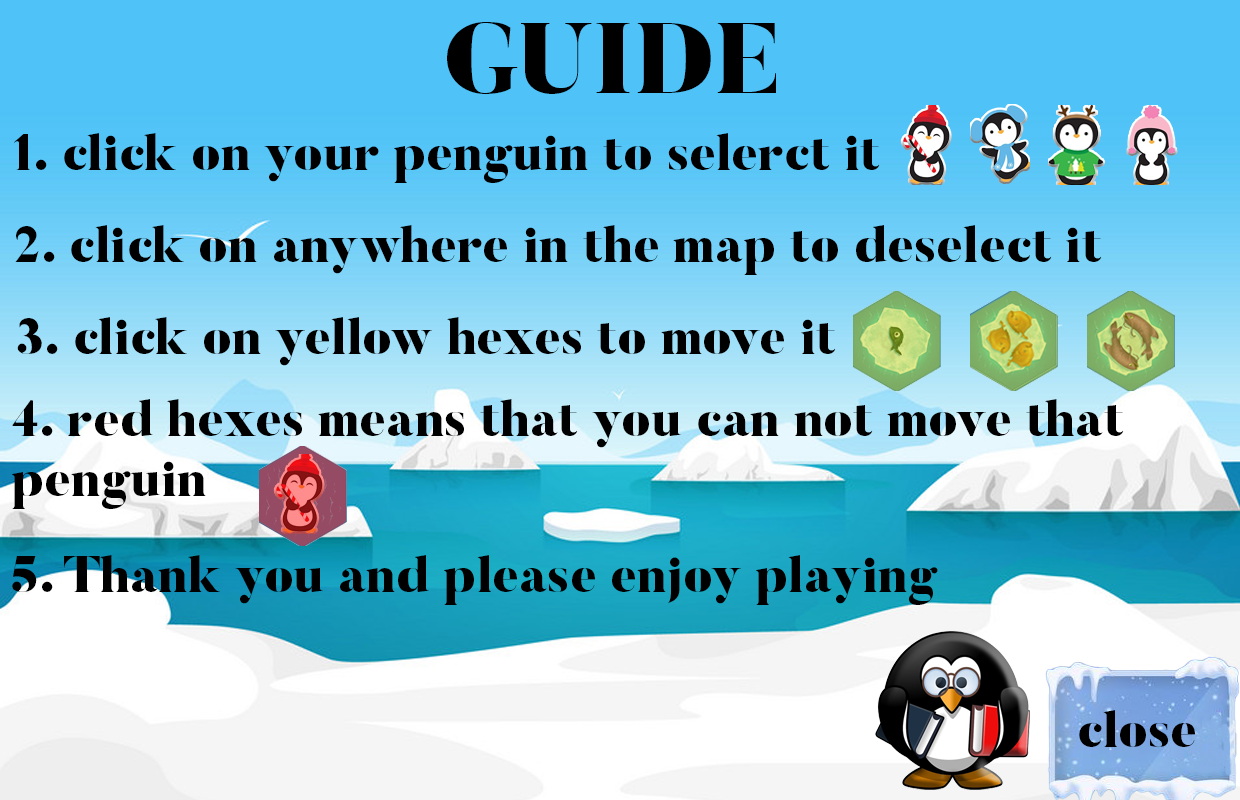 GUIDE
1. click on your penguin to selerct it
2. click on anywhere in the map to deselect it
3. click on yellow hexes to move it
4. red hexes means that you can not move that
penguin
5. Thank you and please enjoy playing
close